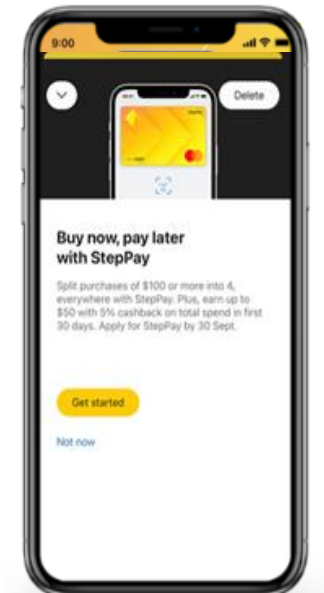 9:00
Delete
Buy now, pay later
with StepPay
Split purchases of $100 or more into 4,
everywhere with StepPay. Plus, earn up to
$50 with 5% cashback on total spend in first
30 days. Apply for StepPay by 30 Sept.
Get started
Not now